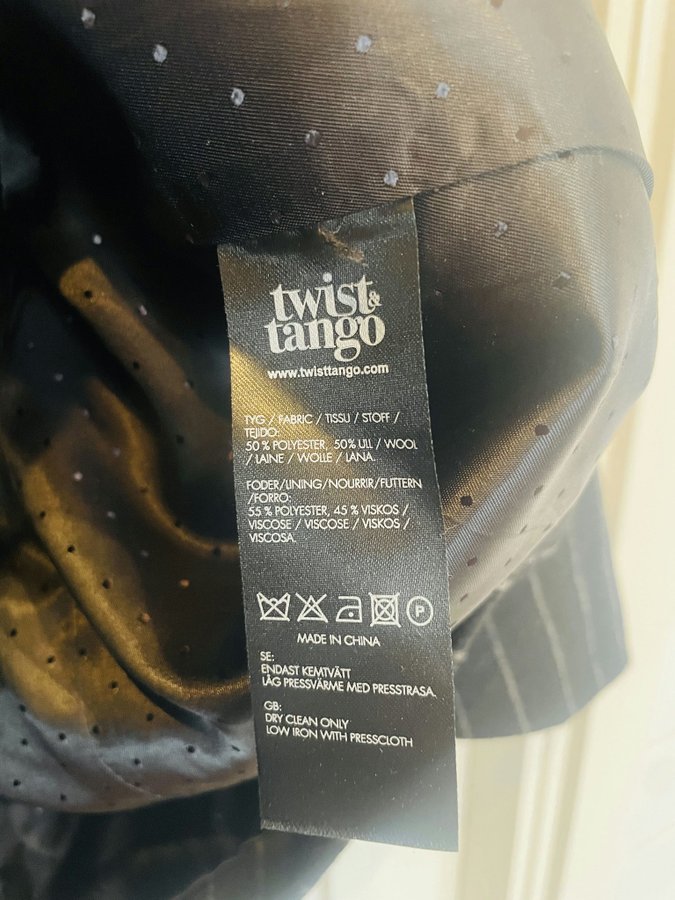 twist &
tango
www.twisttango.com
TYG / FABRIC / TISSU / STOFF /
TEJIDO:
50 % POLYESTER, 50% ULL / WOOL
/ LAINE / WOLLE / LANA.
FODER/LINING/NOURRIR/FUTTERN
/FORRO:
55 % POLYESTER, 45 % VISKOS /
VISCOSE / VISCOSE / VISKOS /
VISCOSA.
P
MADE IN CHINA
SE:
ENDAST KEMTVÄTT
LÅG PRESSVÄRME MED PRESSTRASA.
GB:
DRY CLEAN ONLY
LOW IRON WITH PRESSCLOTH